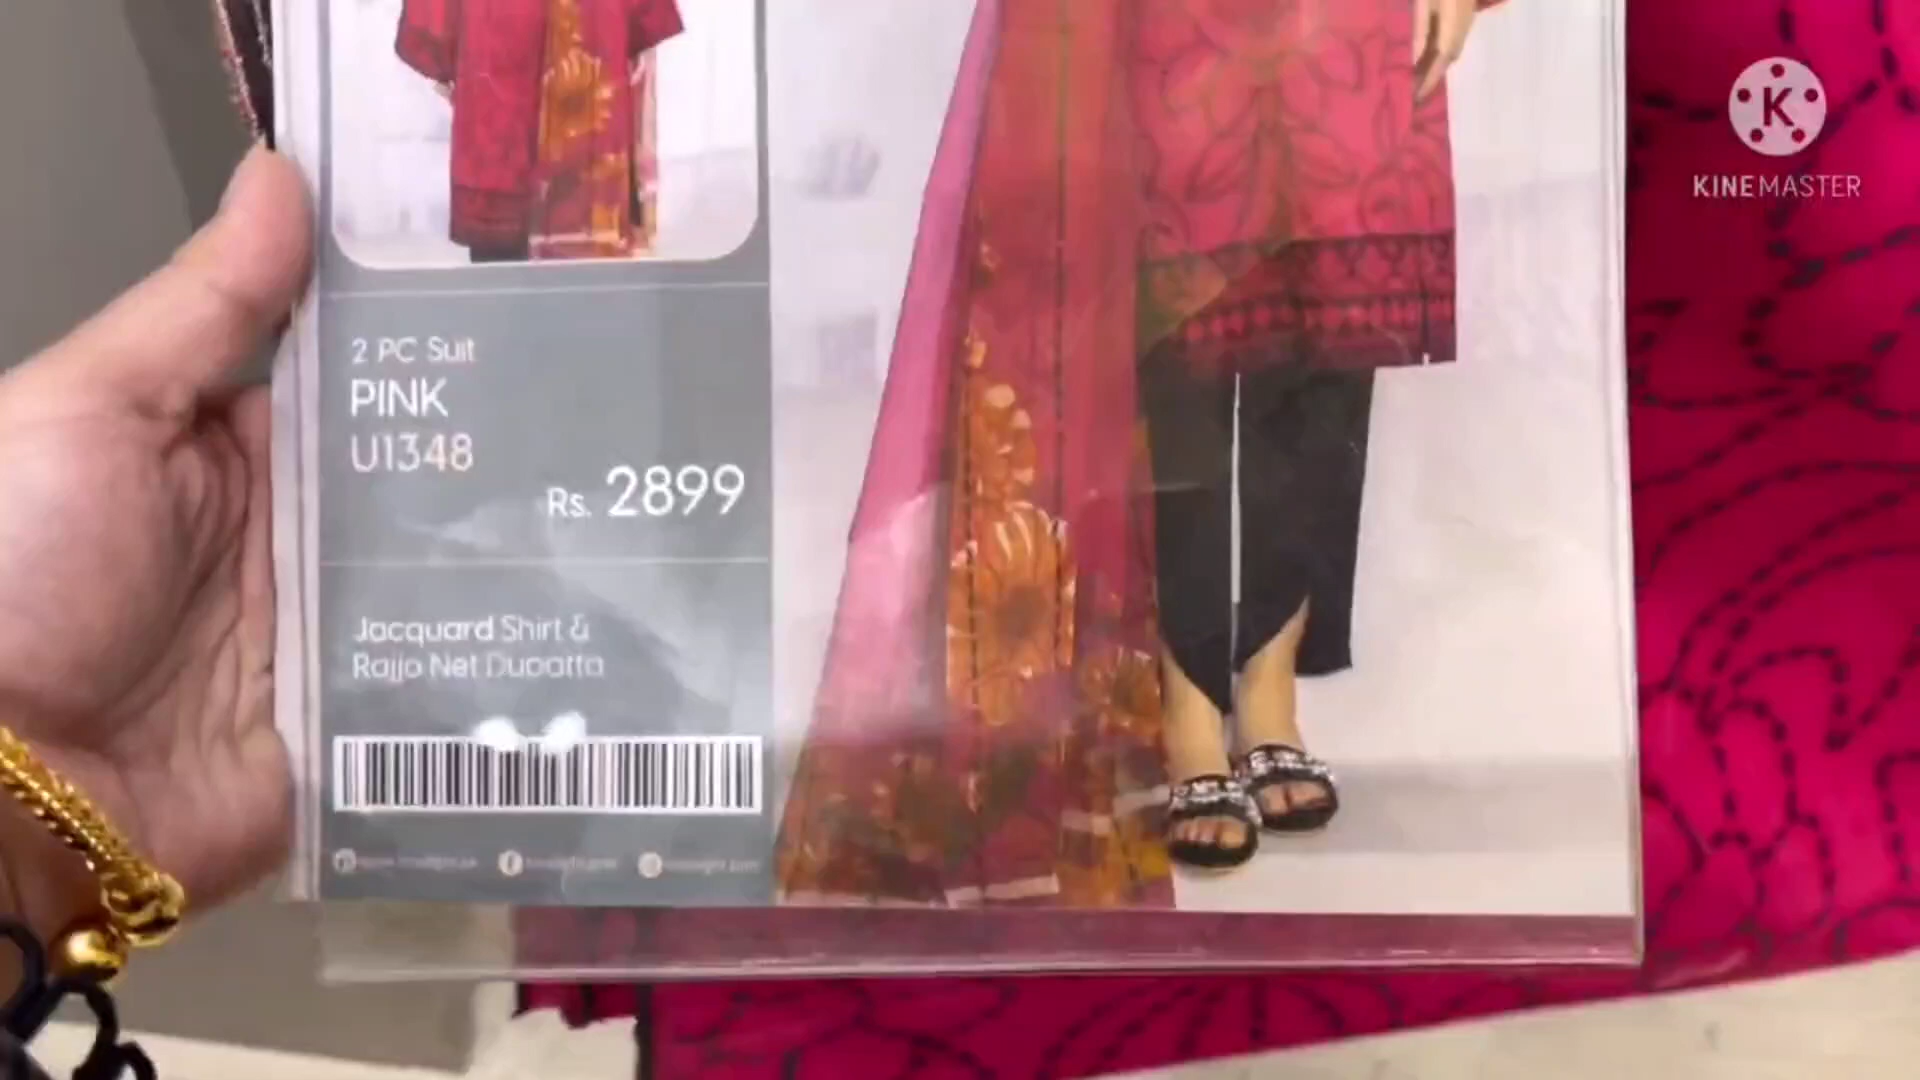 2 PC Suit
PINK
U1348
Rs. 2899
Jacquard Shirt &
Rajjo Net Dupatta
K
KINEMASTER